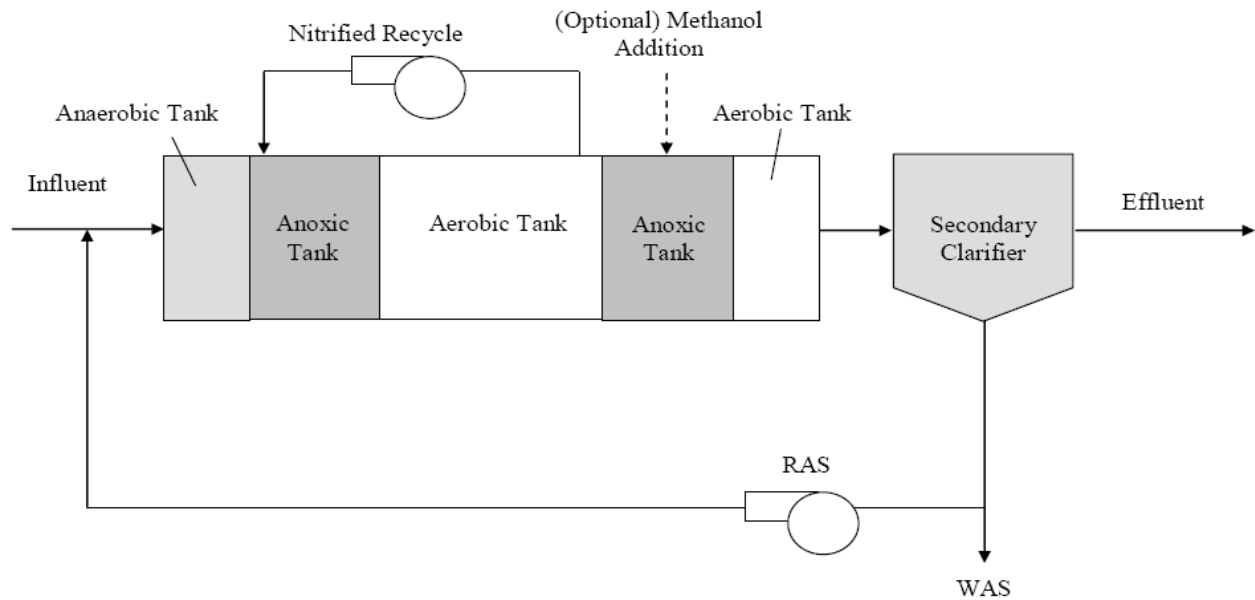 (Optional) Methanol
Addition
Nitrified Recycle
Anaerobic Tank
Aerobic Tank
Influent
Anoxic
Tank
Aerobic Tank
Anoxic
Tank
Secondary
Clarifier
Effluent
RAS
WAS